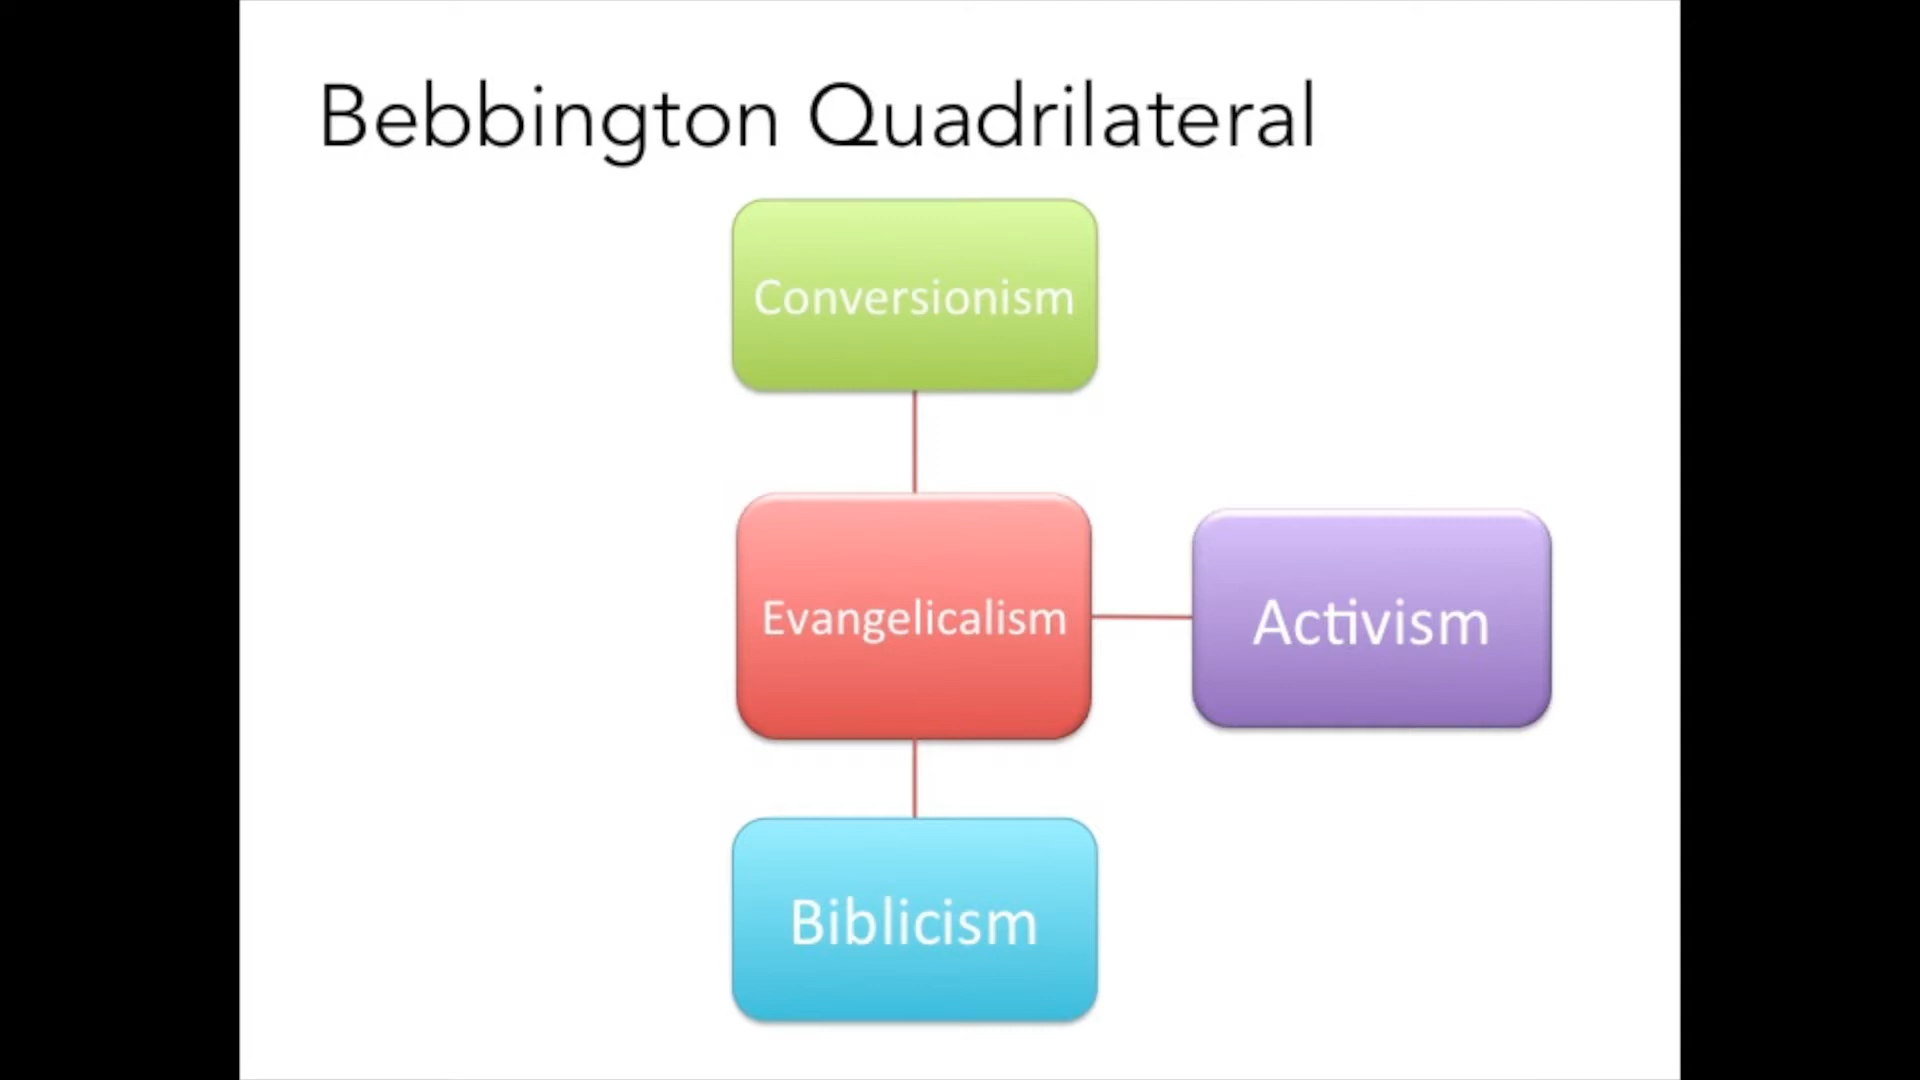 Bebbington Quadrilateral
Conversionism
Evangelicalism
Activism
Biblicism